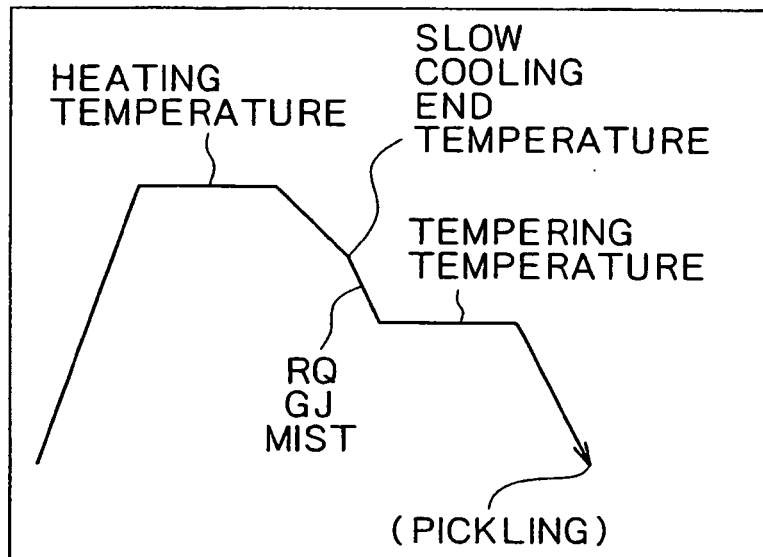 HEATING
TEMPERATURE
SLOW
COOLING
END
TEMPERATURE
TEMPERING
TEMPERATURE
RQ
GJ
MIST
(PICKLING)